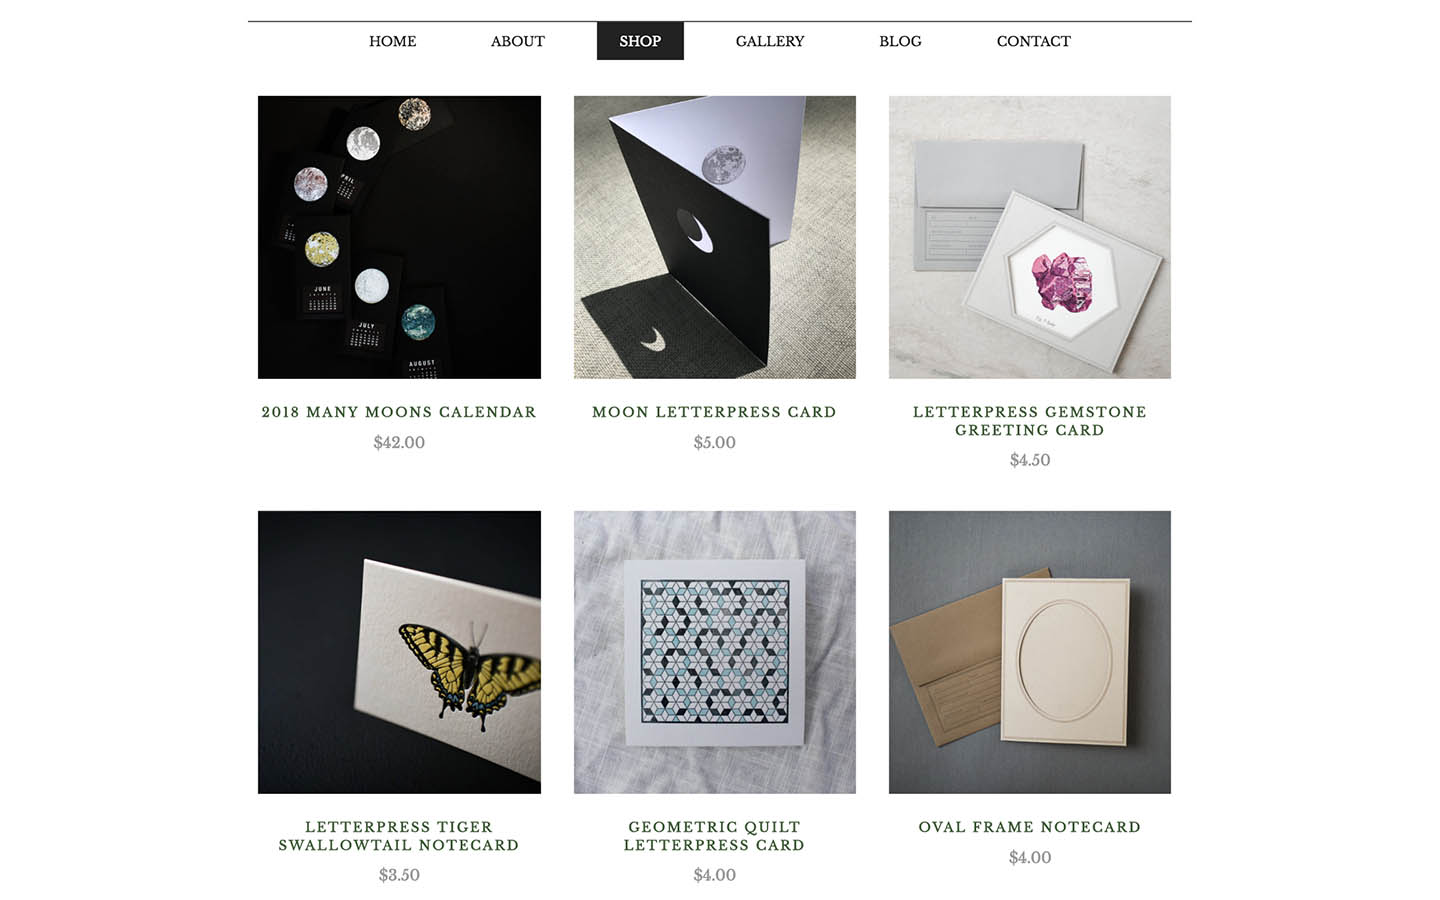 HOME ABOUT SHOP GALLERY BLOG CONTACT
PRIL
JUNE
JULY
AUGUST
2018 MANY MOONS CALENDAR
$42.00
MOON LETTERPRESS CARD
$5.00
LETTERPRESS GEMSTONE
GREETING CARD
$4.50
LETTERPRESS TIGER
SWALLOWTAIL NOTECARD
$3.50
GEOMETRIC QUILT
LETTERPRESS CARD
$4.00
OVAL FRAME NOTECARD
$4.00